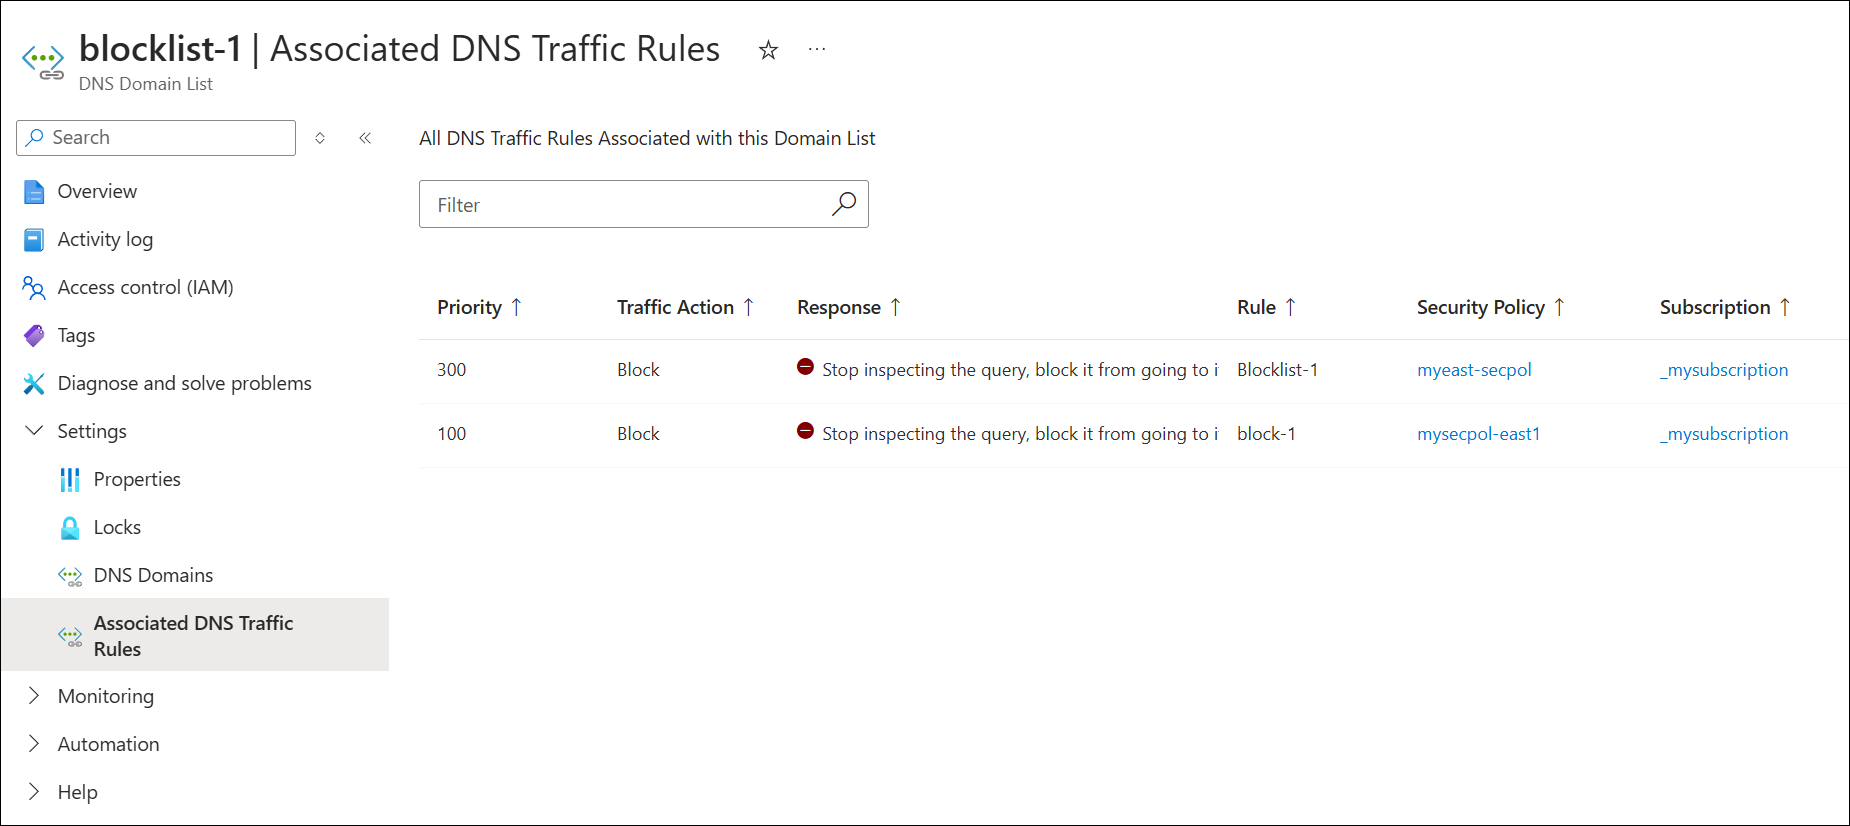 blocklist-1 | Associated DNS Traffic Rules
DNS Domain List
Search
All DNS Traffic Rules Associated with this Domain List
Overview
Filter
Activity log
Access control (IAM)
Priority ↑ Traffic Action ↑ Response ↑ Rule ↑ Security Policy ↑ Subscription ↑
Tags
300 Block Stop inspecting the query, block it from going to Blocklist-1 myeast-secpol _mysubscription
Diagnose and solve problems
100 Block Stop inspecting the query, block it from going to block-1 mysecpol-east1 _mysubscription
Settings
Properties
Locks
DNS Domains
Associated DNS Traffic
Rules
Monitoring
Automation
Help